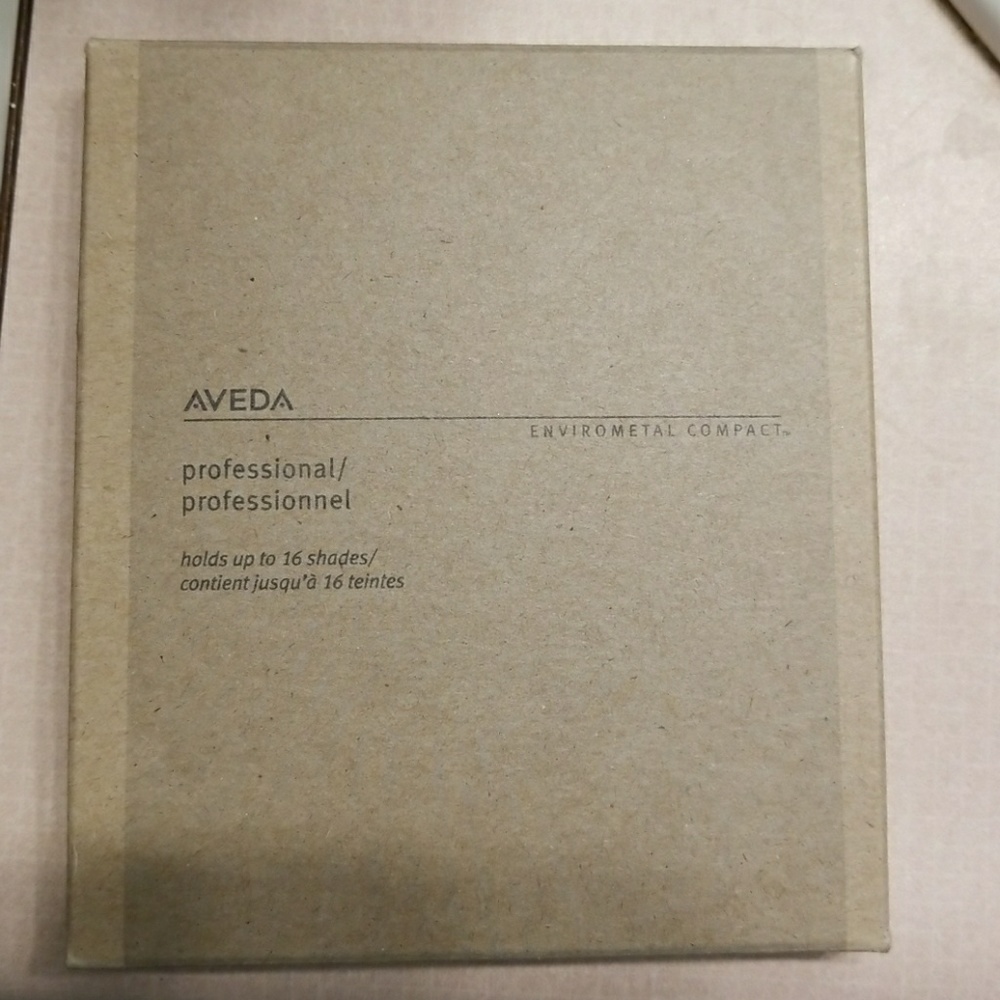 AVEDA
ENVIROMETAL COMPACT™
professional/
professionnel
holds up to 16 shades/
contient jusqu'à 16 teintes